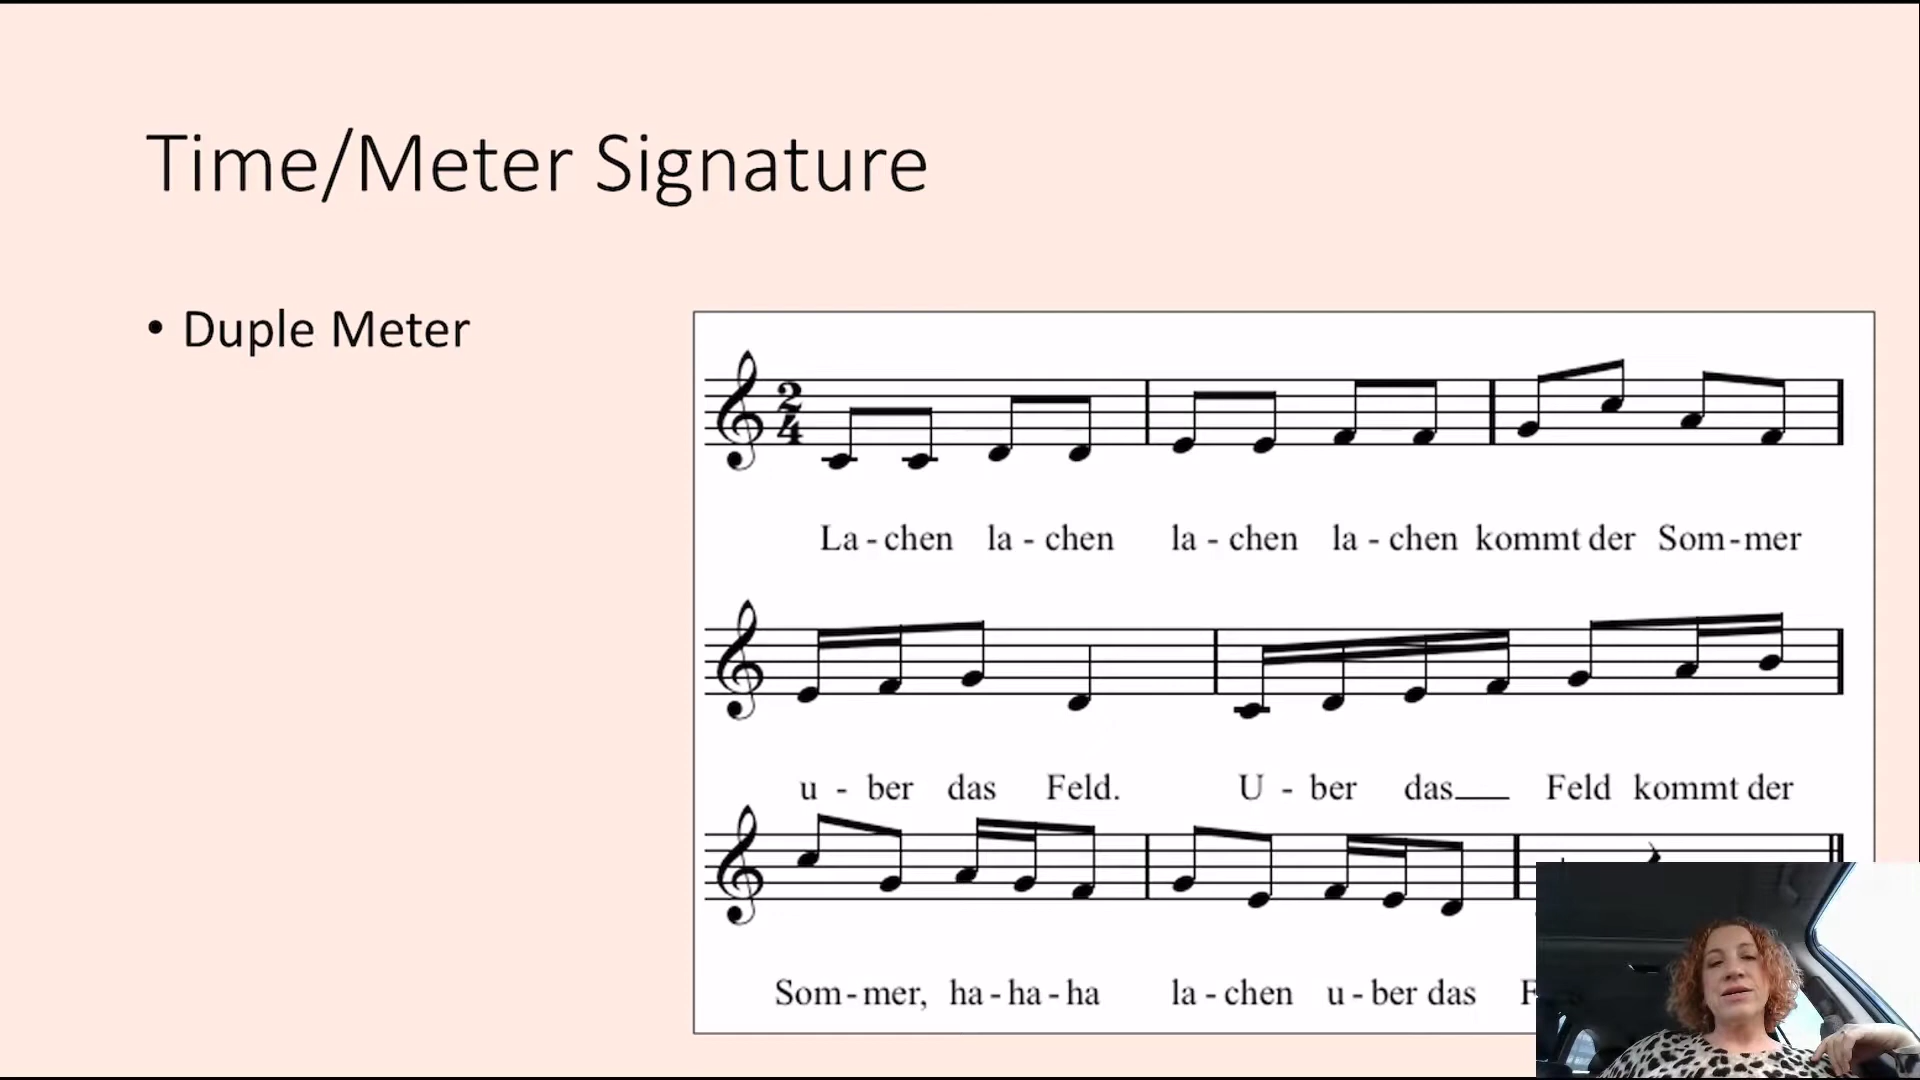 Time/Meter Signature
• Duple Meter
2
4
La - chen la - chen la - chen la - chen kommt der Som - mer
u - ber das Feld. U - ber das___ Feld kommt der
Som - mer, ha - ha - ha la - chen u - ber das